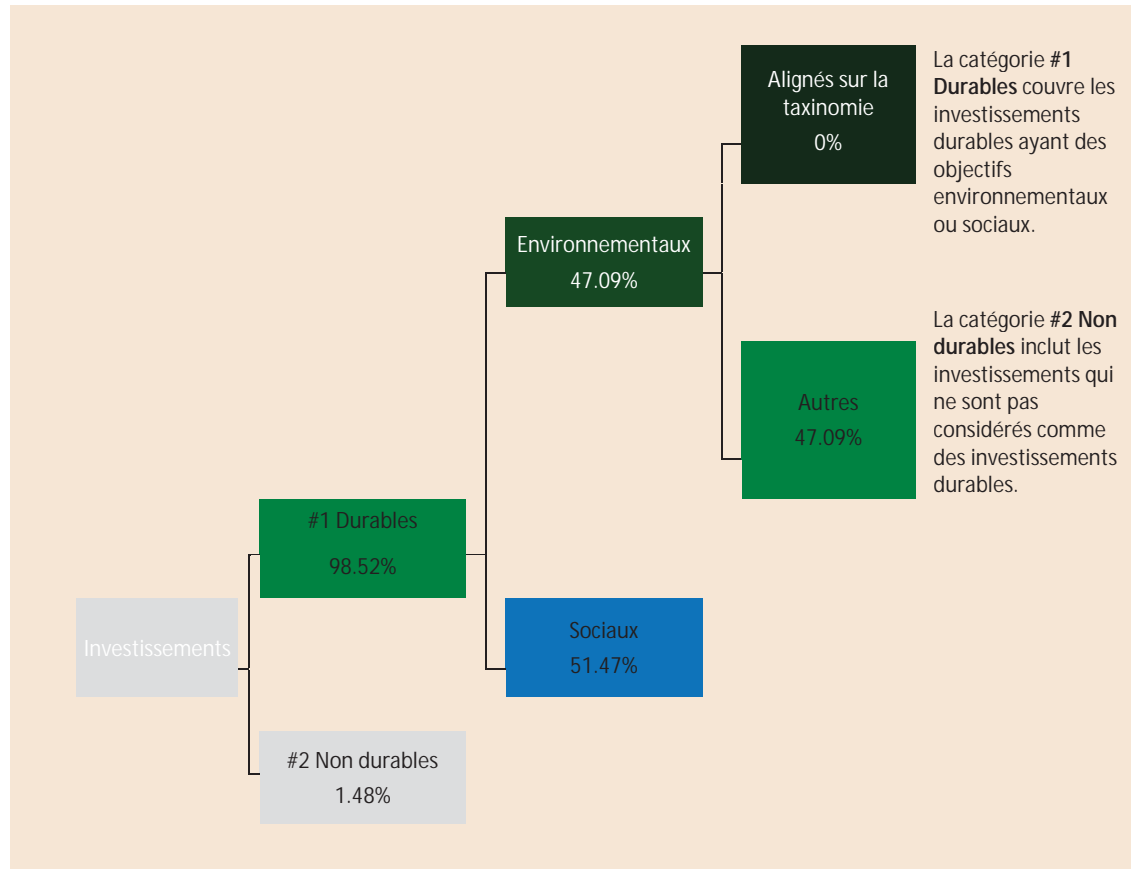 Alignés sur la
taxinomie
0%
La catégorie #1
Durables couvre les
investissements
durables ayant des
objectifs
environnementaux
ou sociaux.
Environnementaux
47.09%
La catégorie #2 Non
durables inclut les
investissements qui
ne sont pas
considérés comme
des investissements
durables.
Autres
47.09%
#1 Durables
98.52%
Investissements
Sociaux
51.47%
#2 Non durables
1.48%